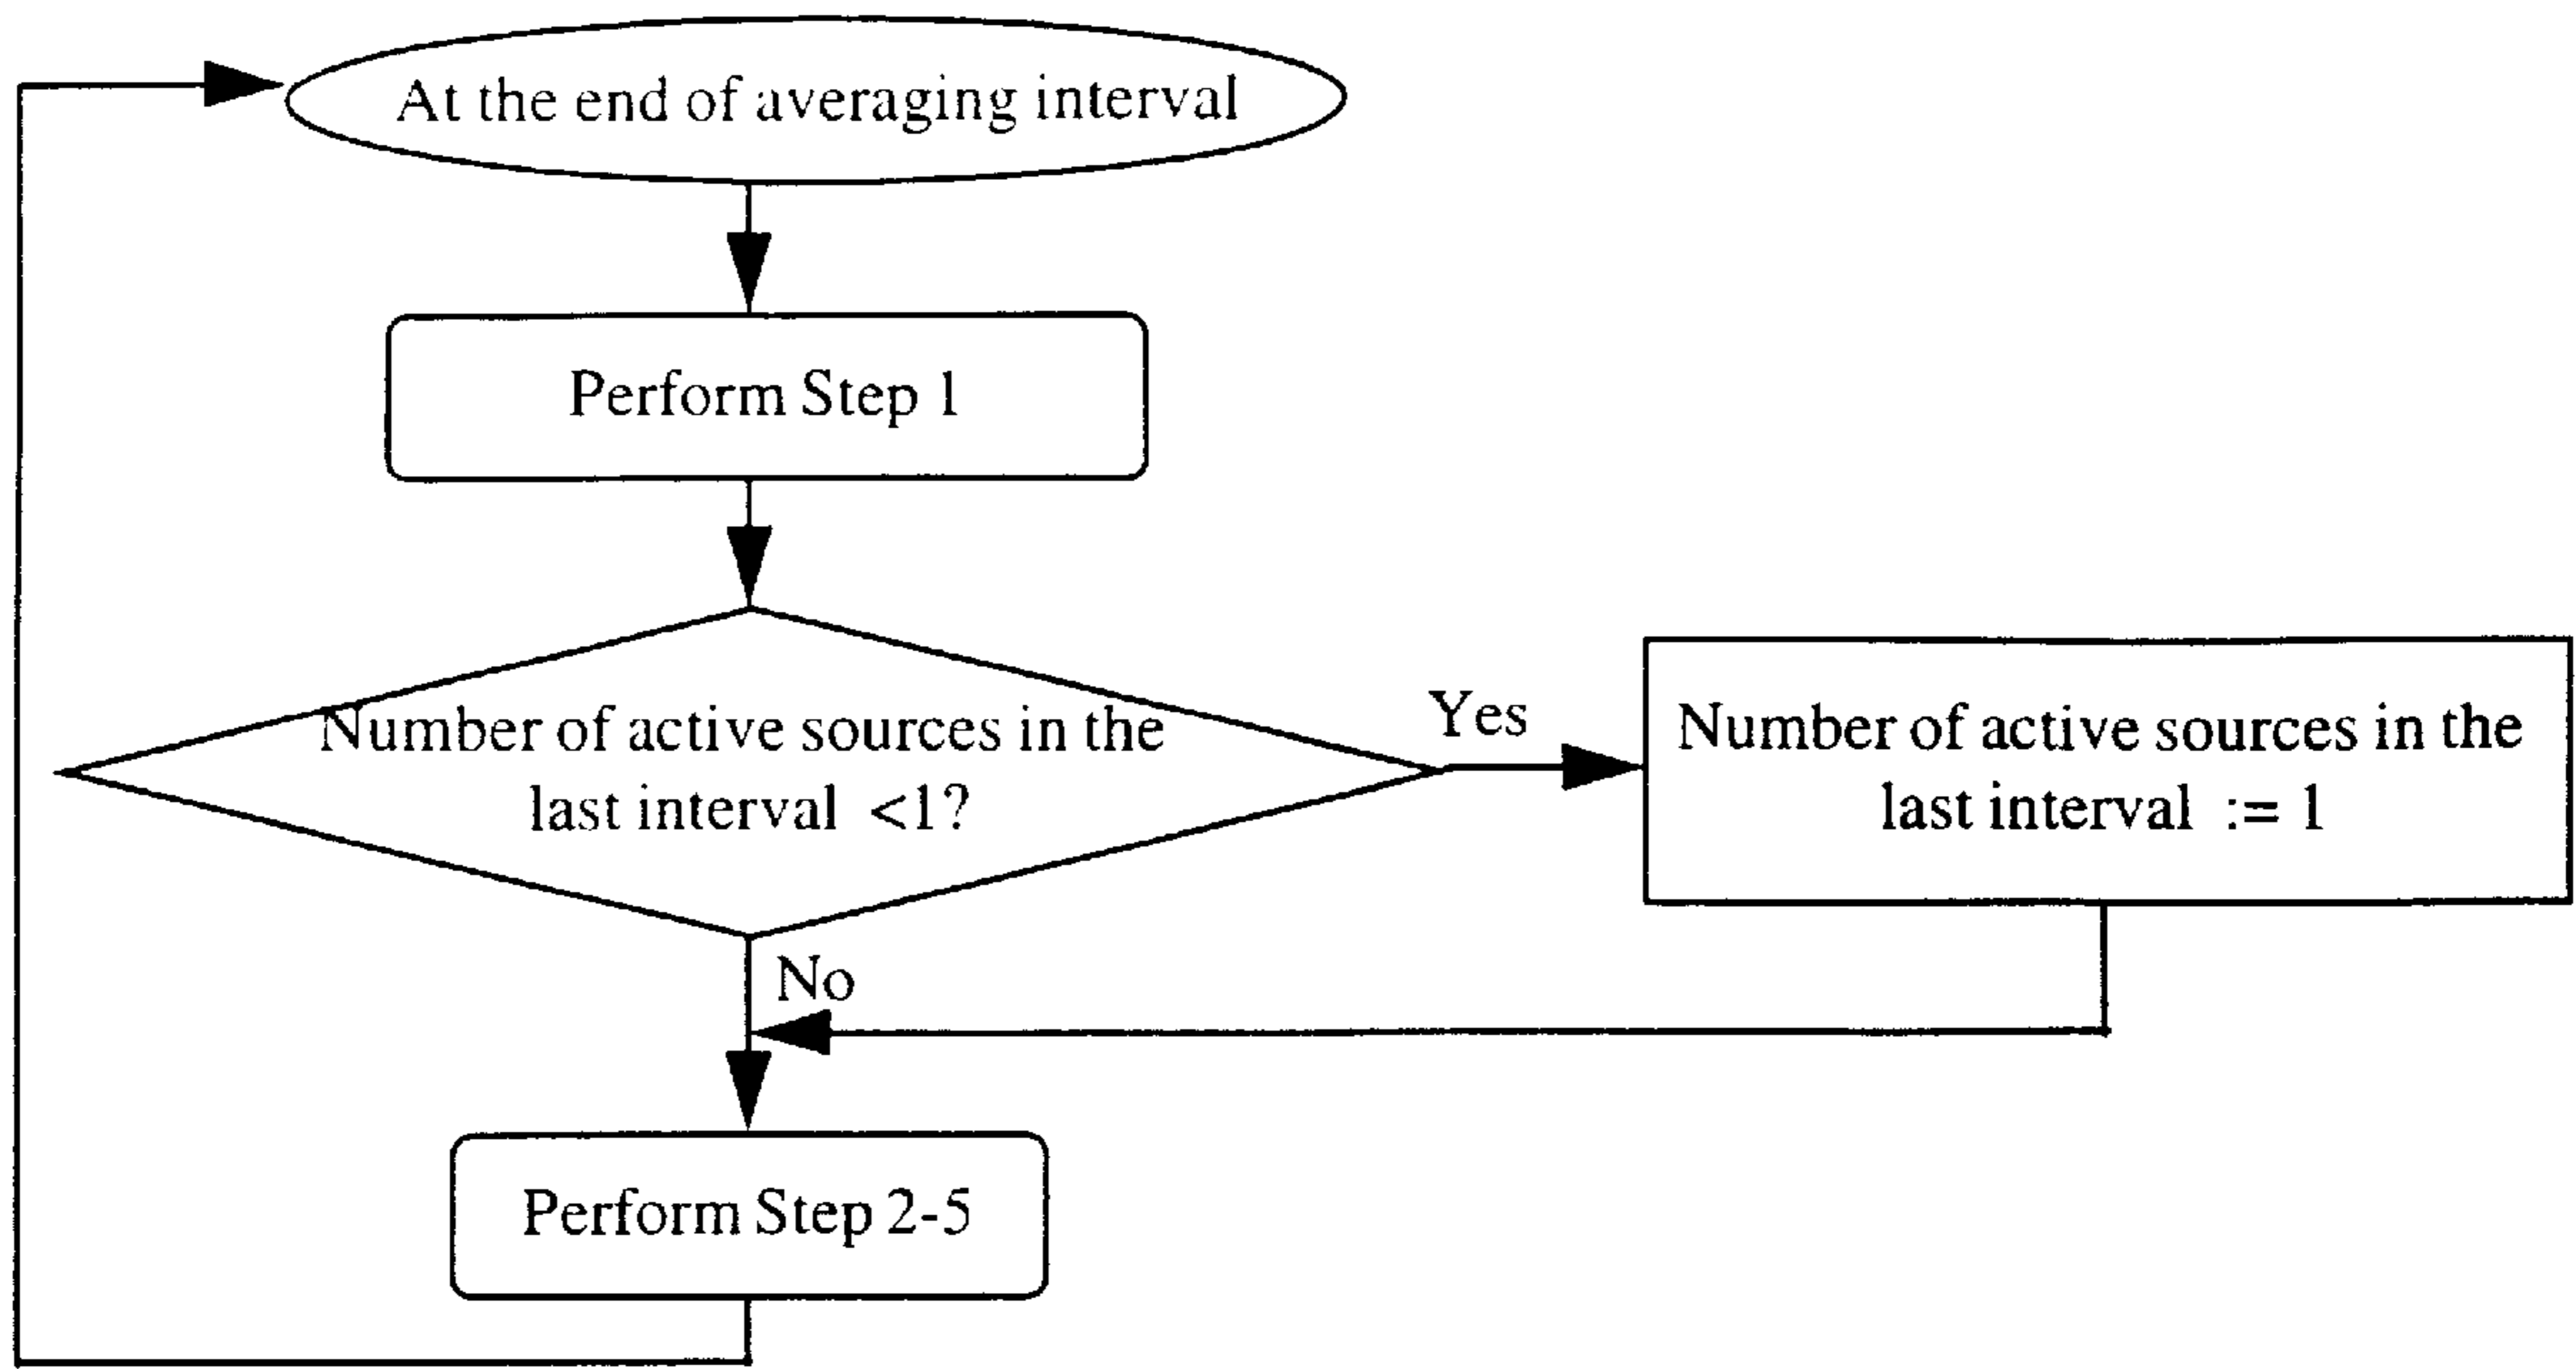 At the end of averaging interval
Perform Step 1
Number of active sources in the
last interval <1?
Yes
Number of active sources in the
last interval := 1
No
Perform Step 2-5